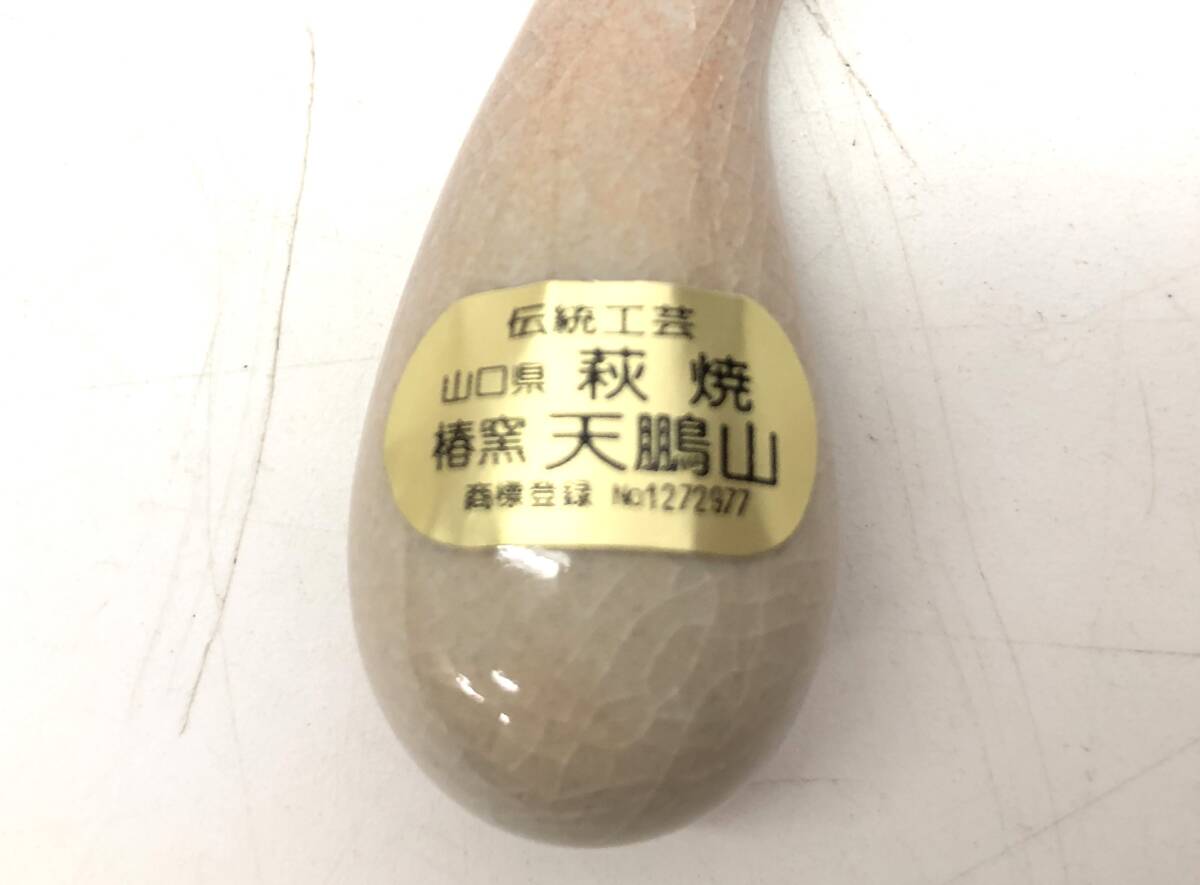 伝統工芸
山口県 萩焼
椿窯 天鵬山
商標登録 No1272977